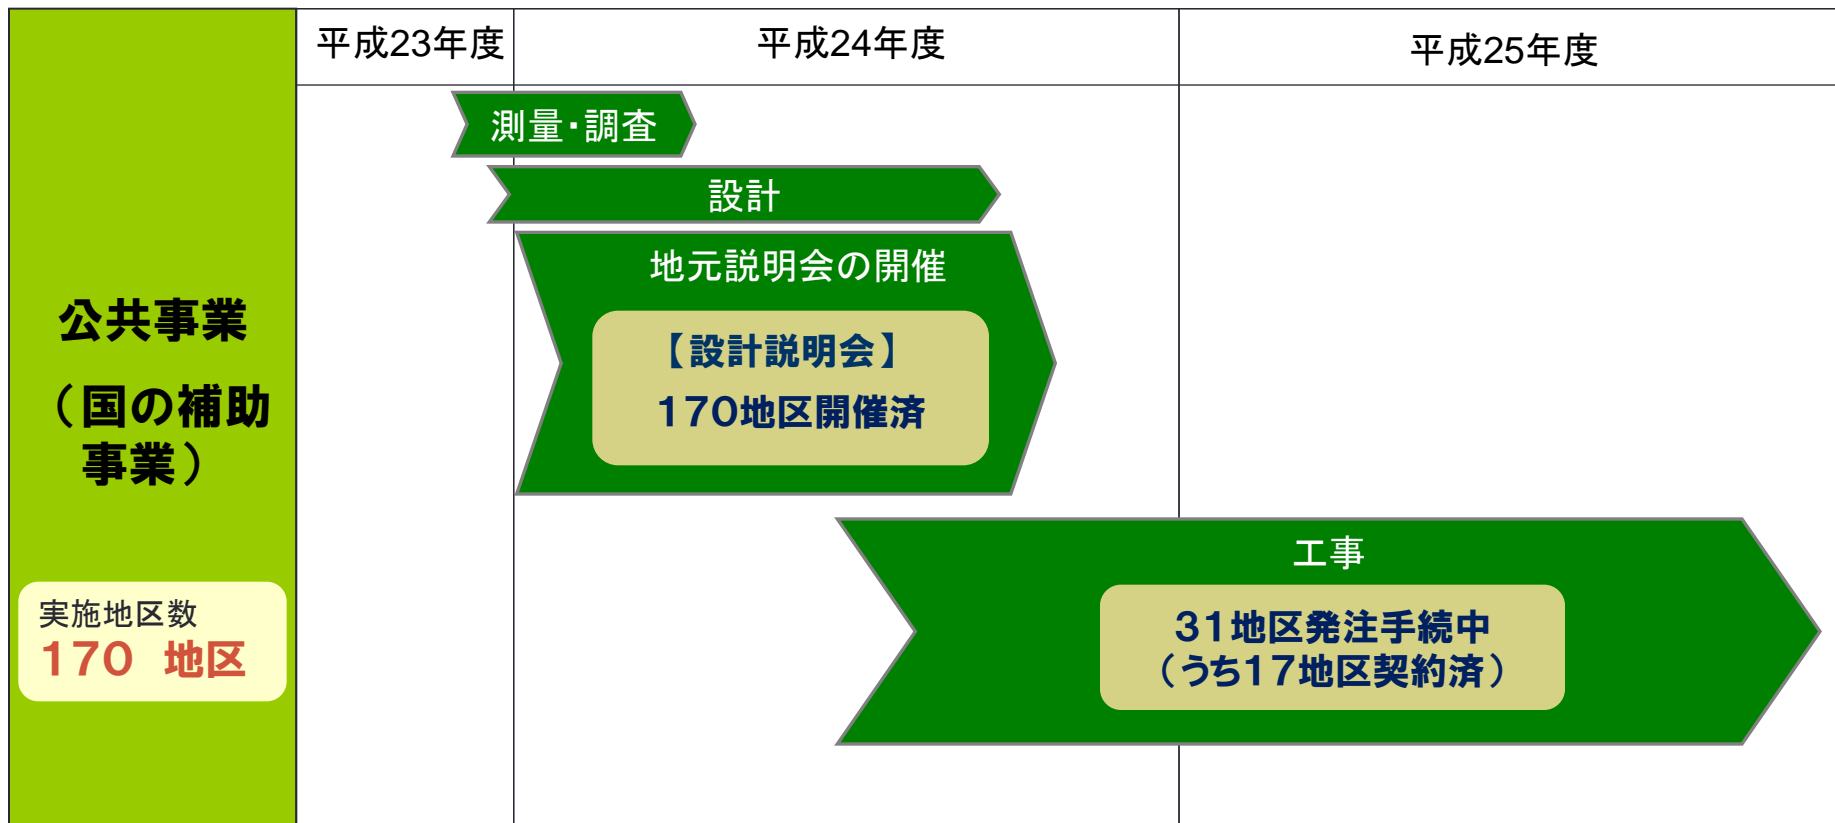 平成23年度
平成24年度
平成25年度
測量･調査
設計
地元説明会の開催
【設計説明会】
１７０地区開催済
公共事業
（国の補助
事業）
工事
３１地区発注手続中
（うち１７地区契約済）
実施地区数
１７０　地区